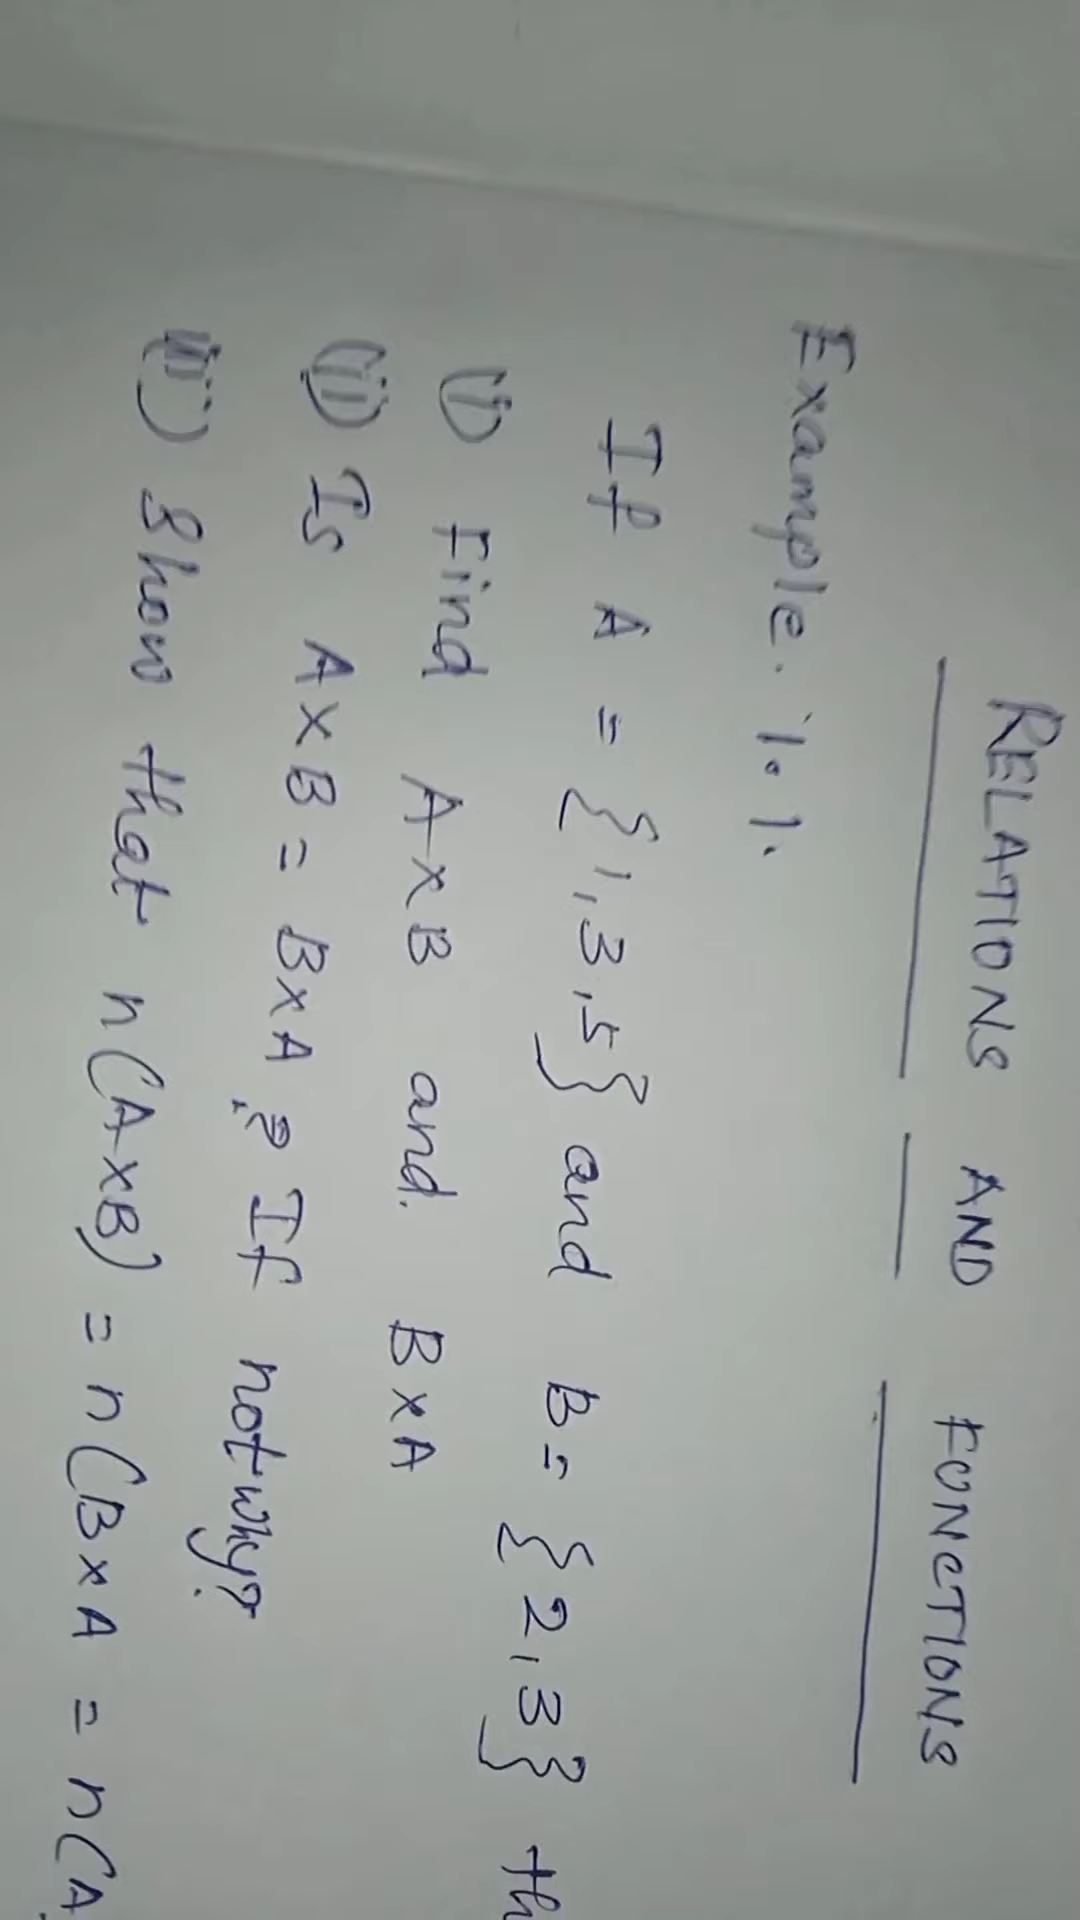 RELATIONS AND FUNCTIONS
Example. 1.1.
If A = {1,3,5} and B = {2,3} th
(i) Find A×B and. B×A
(ii) Is A×B = B×A ? If not why?
(iii) Show that n(A×B) = n(B×A = n(A